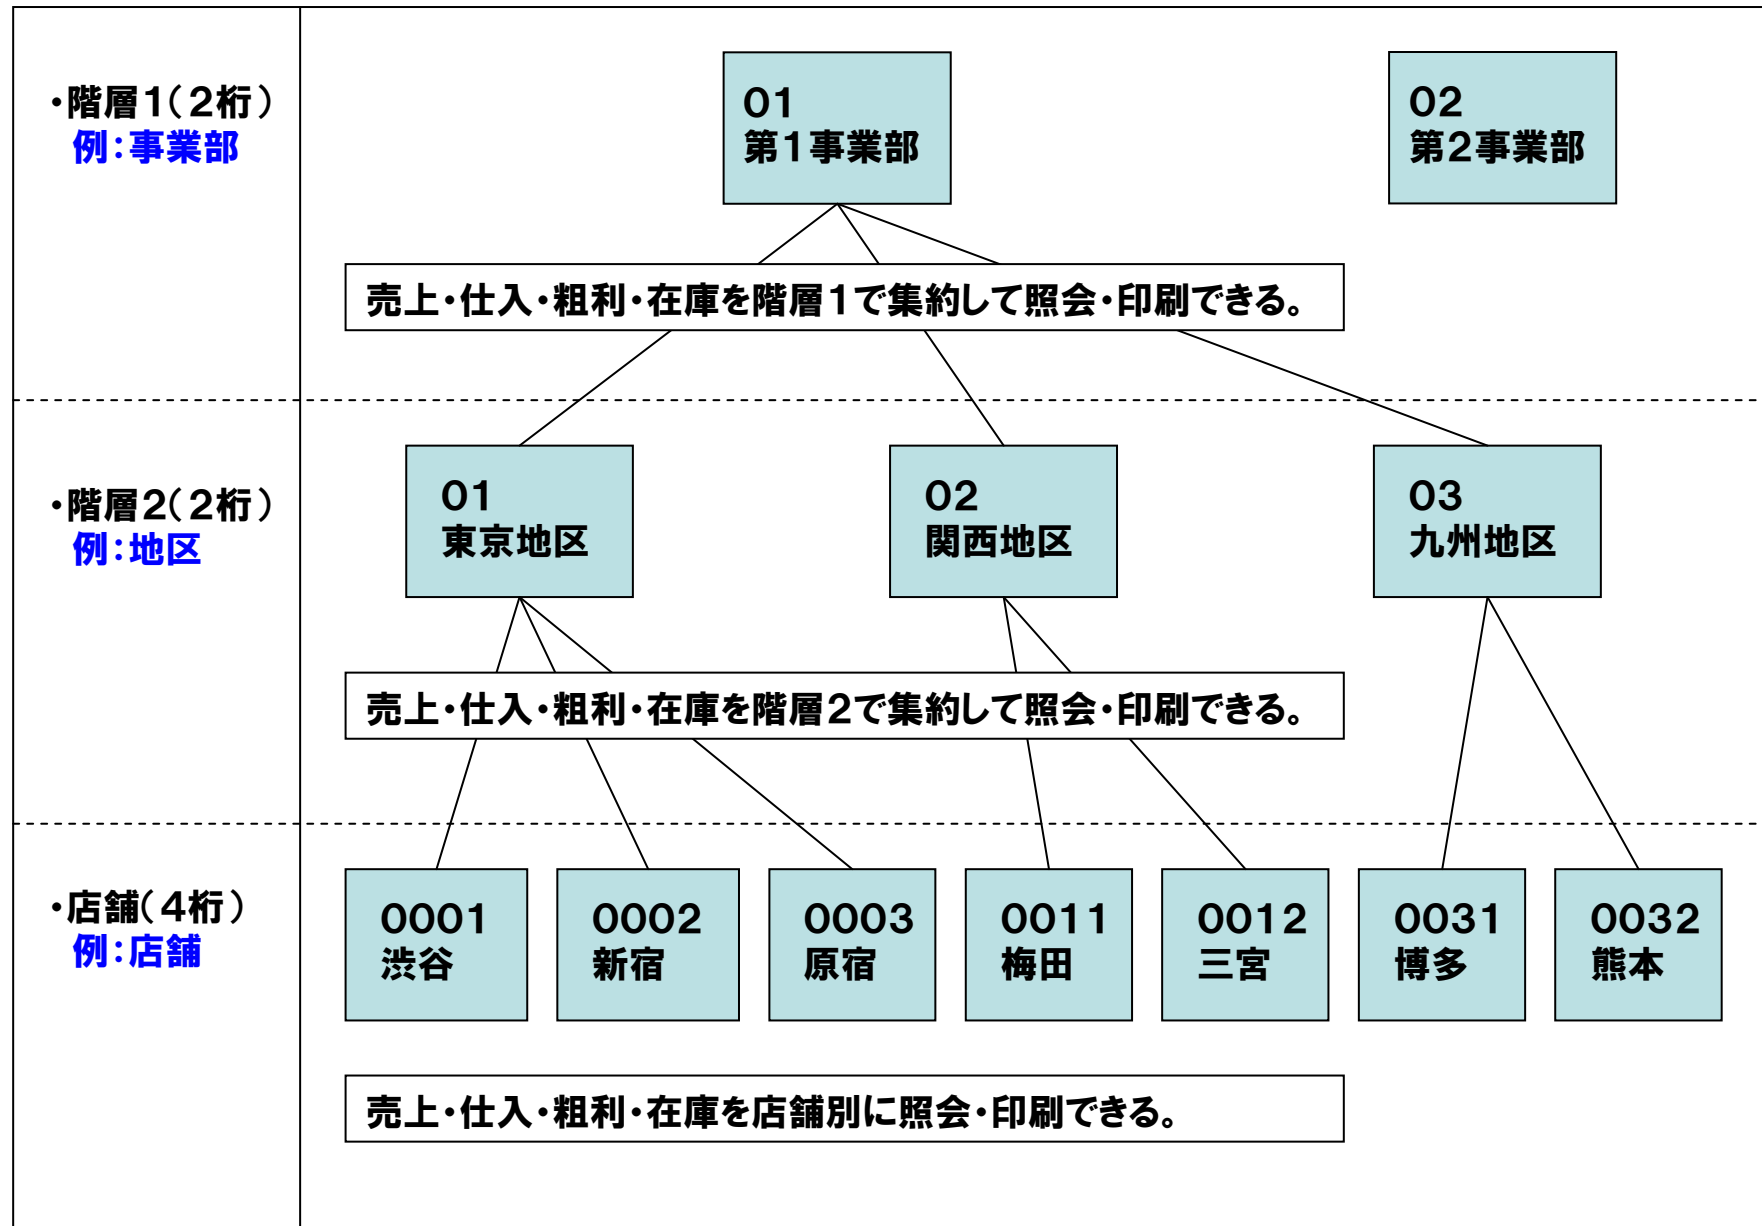 ・階層１（２桁）
例：事業部
０１
第１事業部
０２
第２事業部
売上・仕入・粗利・在庫を階層１で集約して照会・印刷できる。
・階層２（２桁）
例：地区
０１
東京地区
０２
関西地区
０３
九州地区
売上・仕入・粗利・在庫を階層２で集約して照会・印刷できる。
・店舗（４桁）
例：店舗
０００１
渋谷
０００２
新宿
０００３
原宿
００１１
梅田
００１２
三宮
００３１
博多
００３２
熊本
売上・仕入・粗利・在庫を店舗別に照会・印刷できる。